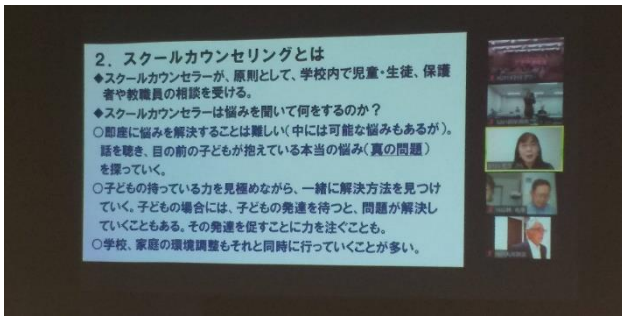 ２．スクールカウンセリングとは
◆スクールカウンセラーが、原則として、学校内で児童・生徒、保護
者や教職員の相談を受ける。
◆スクールカウンセラーは悩みを聞いて何をするのか？
○即座に悩みを解決することは難しい（中には可能な悩みもあるが）。
話を聴き、目の前の子どもが抱えている本当の悩み（真の問題）
を探っていく。
○子どもの持っている力を見極めながら、一緒に解決方法を見つけ
ていく。子どもの場合には、子どもの発達を待つと、問題が解決し
ていくこともある。その発達を促すことに力を注ぐことも。
○学校、家庭の環境調整もそれと同時に行っていくことが多い。